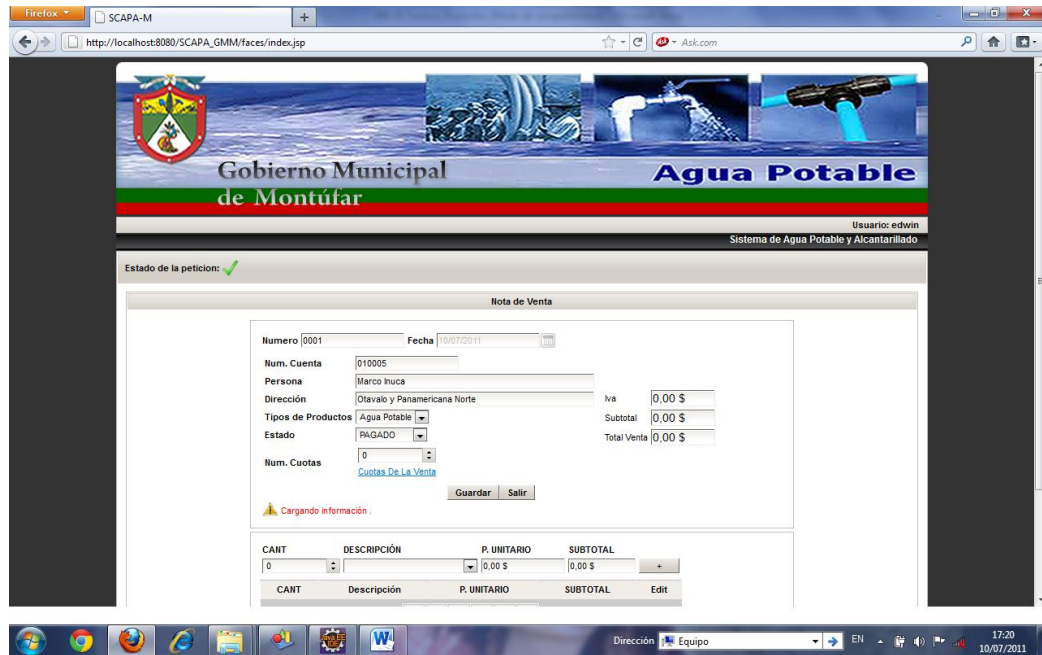 Firefox
SCAPA-M
http://localhost:8080/SCAPA_GMM/faces/index.jsp
Ask.com
Gobierno Municipal
de Montúfar
Agua Potable
Usuario: edwin
Sistema de Agua Potable y Alcantarillado
Estado de la peticion:
Nota de Venta
Numero 0001 Fecha 10/07/2011
Num. Cuenta 010005
Persona Marco Inuca
Dirección Otavalo y Panamericana Norte
Iva 0,00 $
Tipos de Productos Agua Potable
Subtotal 0,00 $
Estado PAGADO
Total Venta 0,00 $
Num. Cuotas 0
Cuotas De La Venta
Guardar Salir
Cargando información .
CANT DESCRIPCIÓN P. UNITARIO SUBTOTAL
0 0,00 $ 0,00 $ +
CANT Descripción P. UNITARIO SUBTOTAL Edit
Java EE
IDE
W
Dirección Equipo
EN
17:20
10/07/2011